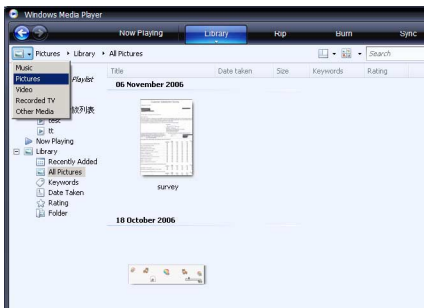 Windows Media Player
Now Playing Library Rip Burn Sync
Pictures Library All Pictures Search
Title Date taken Size Keywords Rating
Music
Pictures
Video
Recorded TV
Other Media
Playlist
列表
test
tt
Now Playing
Library
Recently Added
All Pictures
Keywords
Date Taken
Rating
Folder
06 November 2006
survey
18 October 2006